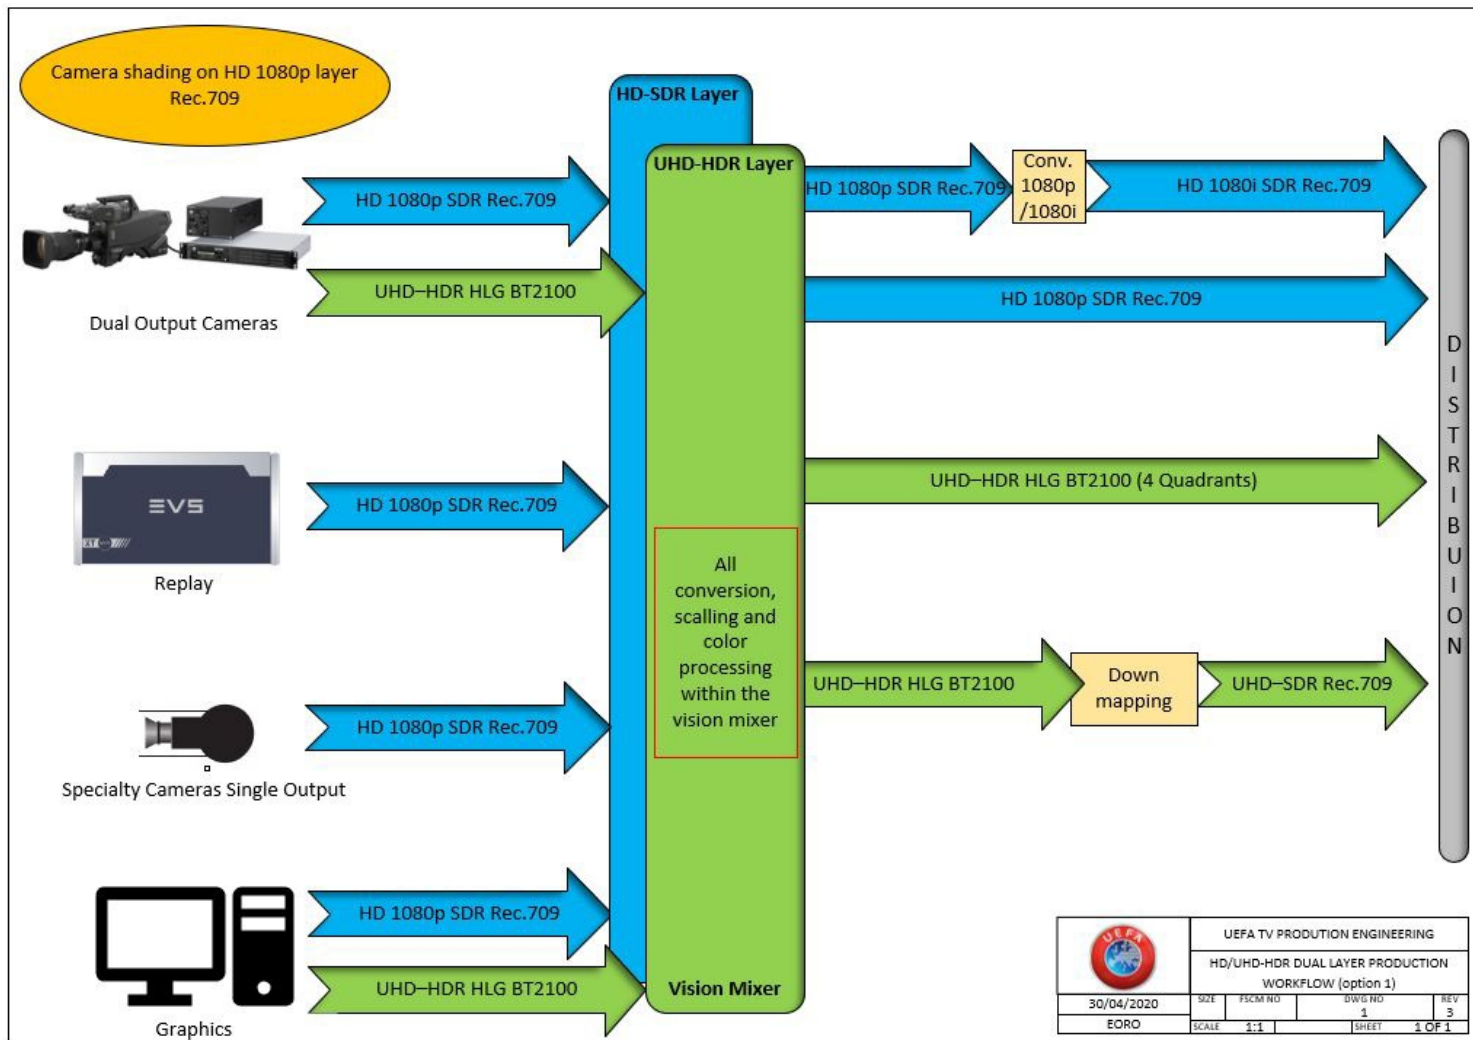 Camera shading on HD 1080p layer
Rec.709
HD-SDR Layer
UHD-HDR Layer
HD 1080p SDR Rec.709
UHD–HDR HLG BT2100
Dual Output Cameras
HD 1080p SDR Rec.709
Conv.
1080p
/1080i
HD 1080i SDR Rec.709
HD 1080p SDR Rec.709
EVS
XT
Replay
HD 1080p SDR Rec.709
UHD–HDR HLG BT2100 (4 Quadrants)
All
conversion,
scalling and
color
processing
within the
vision mixer
Specialty Cameras Single Output
HD 1080p SDR Rec.709
UHD–HDR HLG BT2100
Down
mapping
UHD–SDR Rec.709
D
I
S
T
R
I
B
U
I
O
N
HD 1080p SDR Rec.709
UHD–HDR HLG BT2100
Graphics
Vision Mixer
UEFA
UEFA TV PRODUTION ENGINEERING
HD/UHD-HDR DUAL LAYER PRODUCTION
WORKFLOW (option 1)
30/04/2020
SIZE FSCM NO DWG NO REV
1 3
EORO
SCALE 1:1 SHEET 1 OF 1